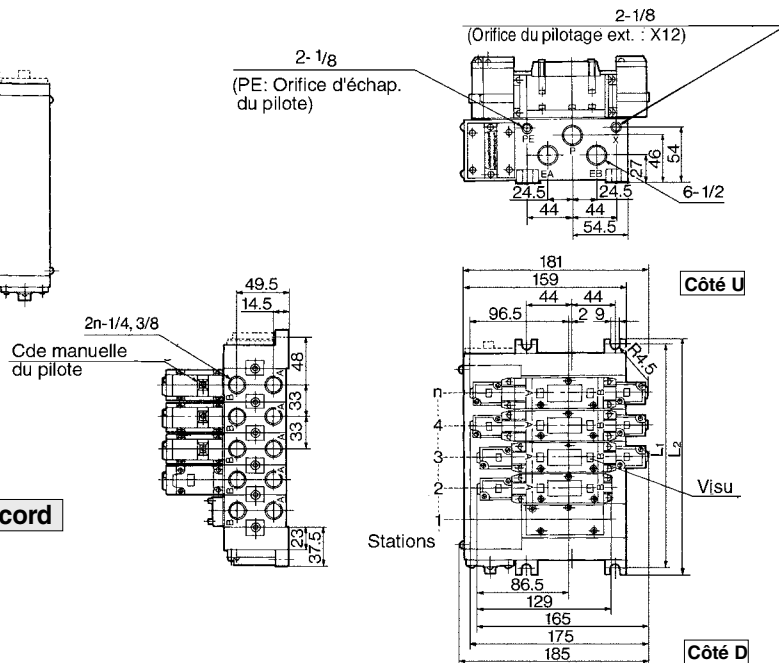 2-1/8
(Orifice du pilotage ext. : X12)
2- 1/8
(PE: Orifice d'échap.
du pilote)
PE
X
P
EA
EB
27
46
54
24.5
24.5
6-1/2
44
44
54.5
181
159
Côté U
44
44
96.5
2
9
R4.5
49.5
14.5
2n-1/4, 3/8
Cde manuelle
du pilote
48
33
33
A
A
A
A
A
B
B
B
B
B
23
37.5
cord
n
4
3
2
1
Stations
A
B
A
B
A
B
A
B
L1
L2
Visu
86.5
129
165
175
185
Côté D